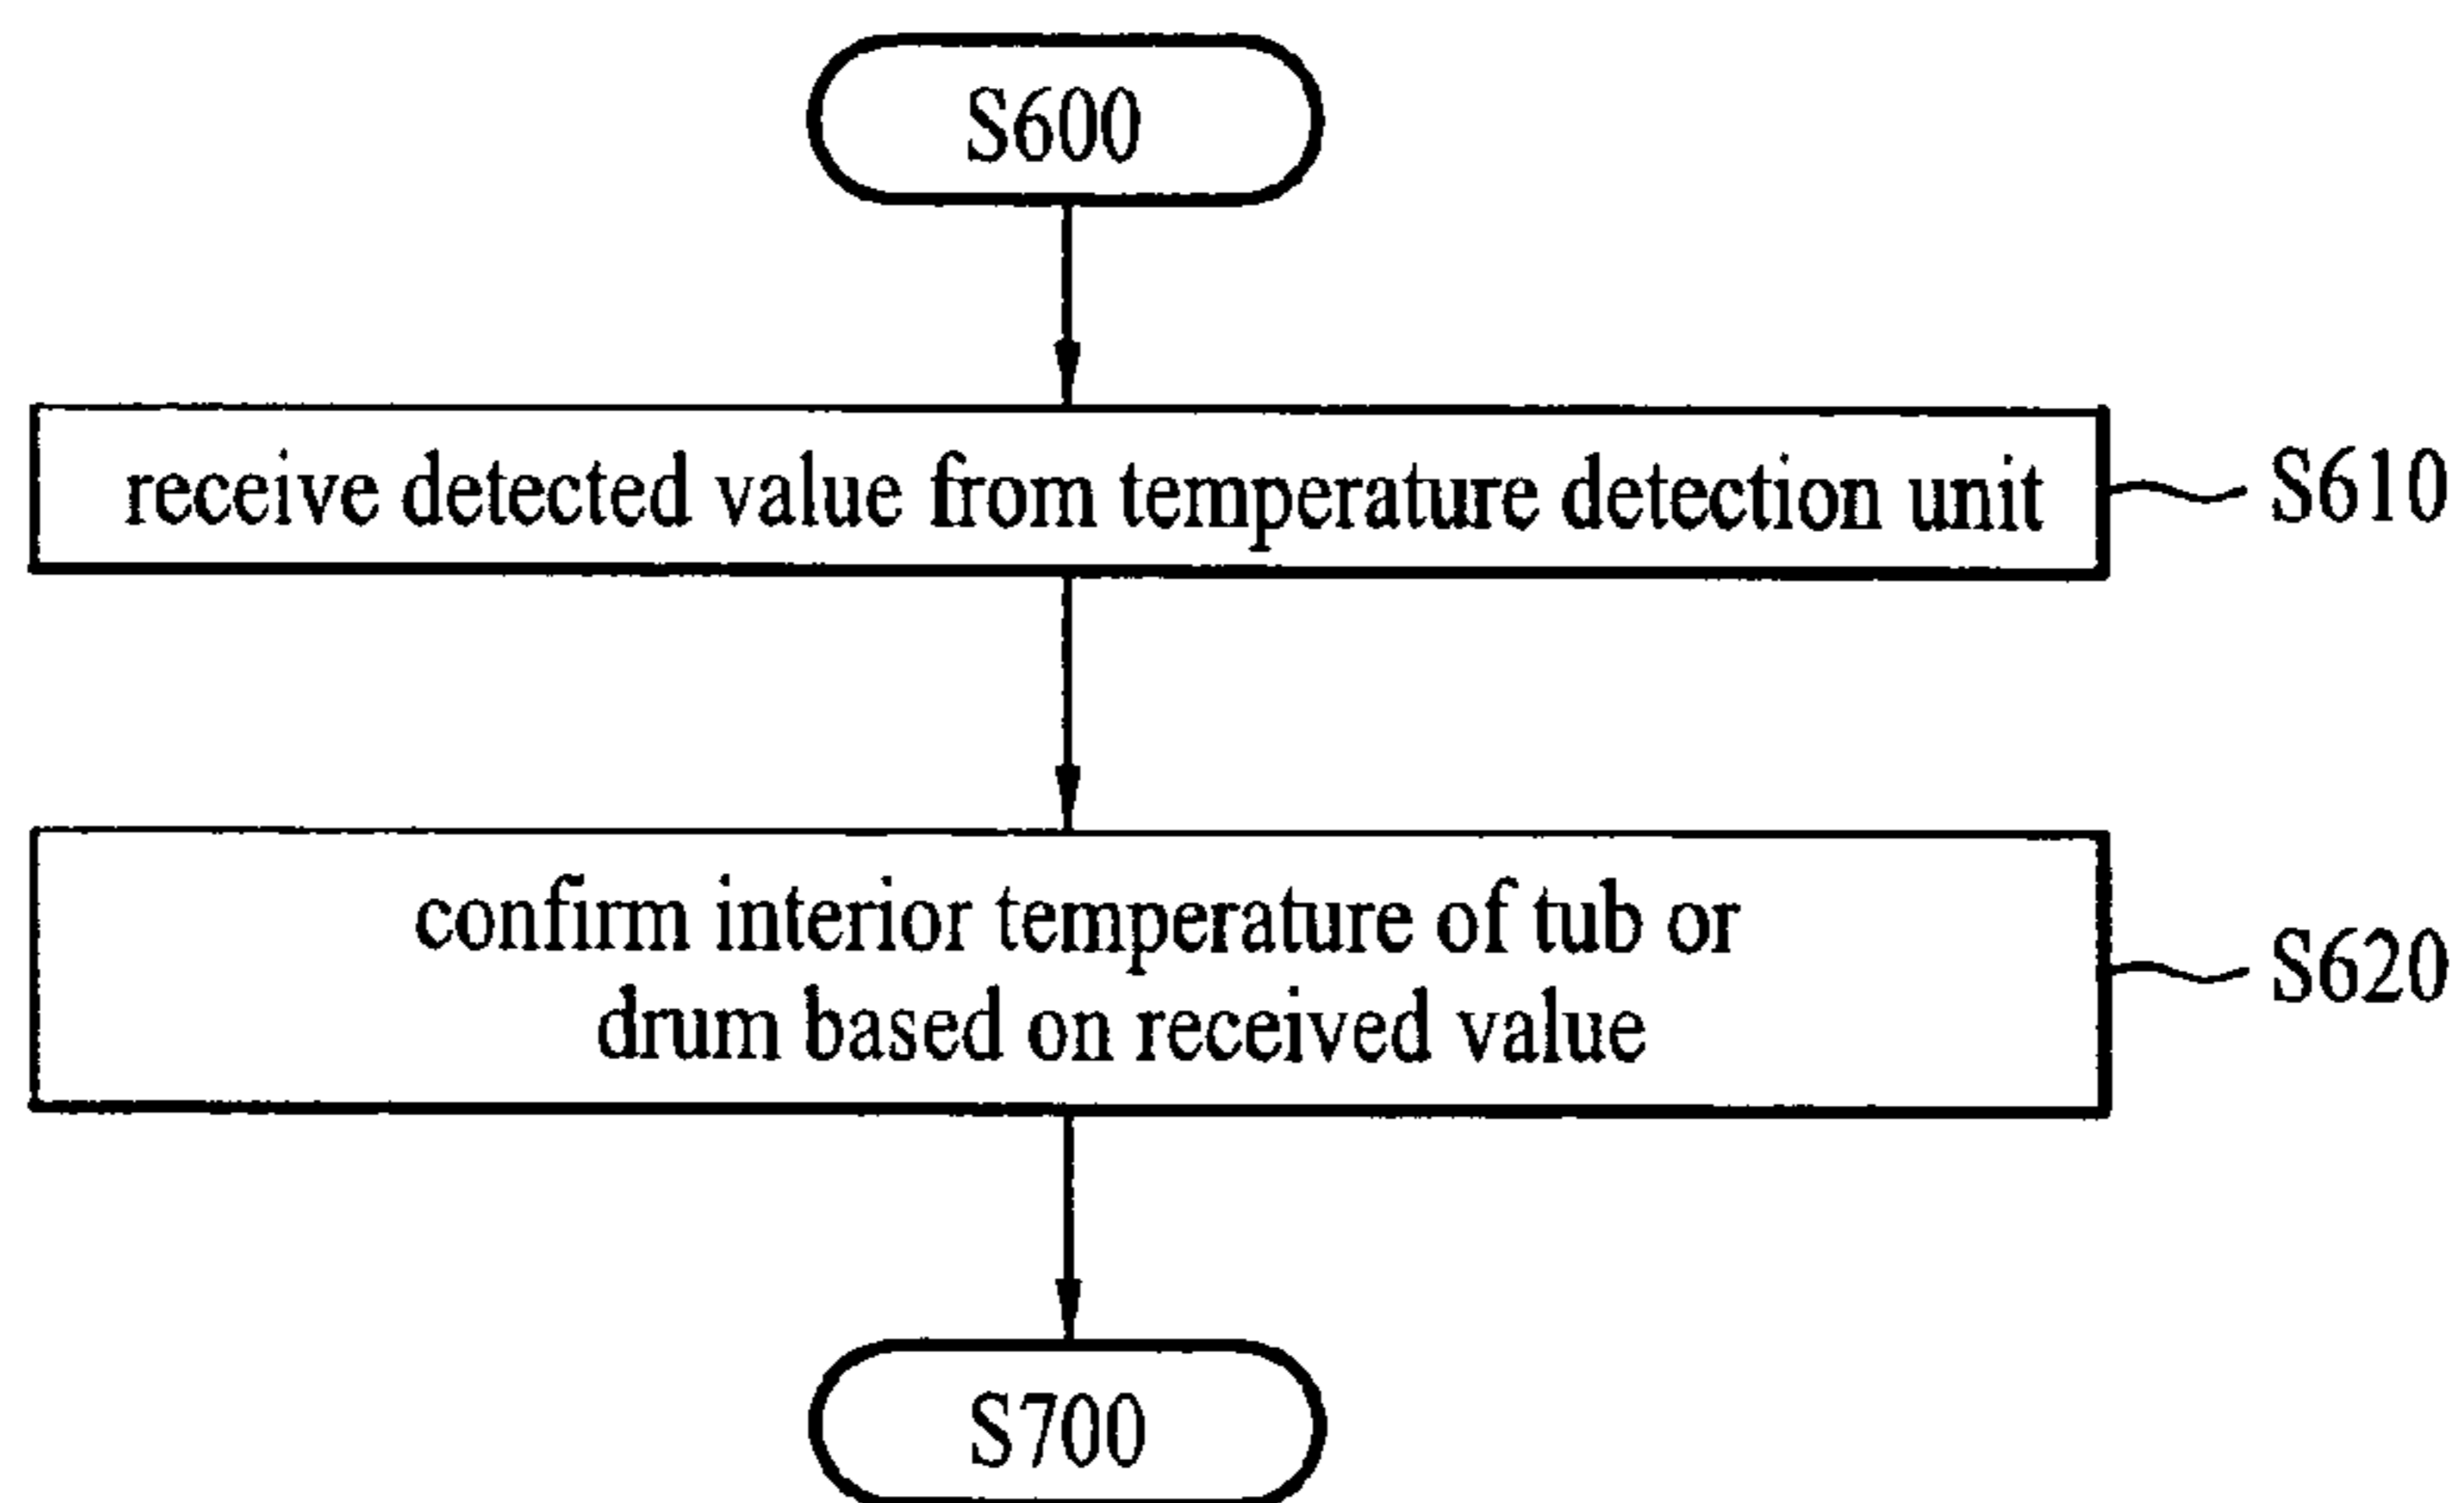 S600
receive detected value from temperature detection unit
S610
confirm interior temperature of tub or
drum based on received value
S620
S700